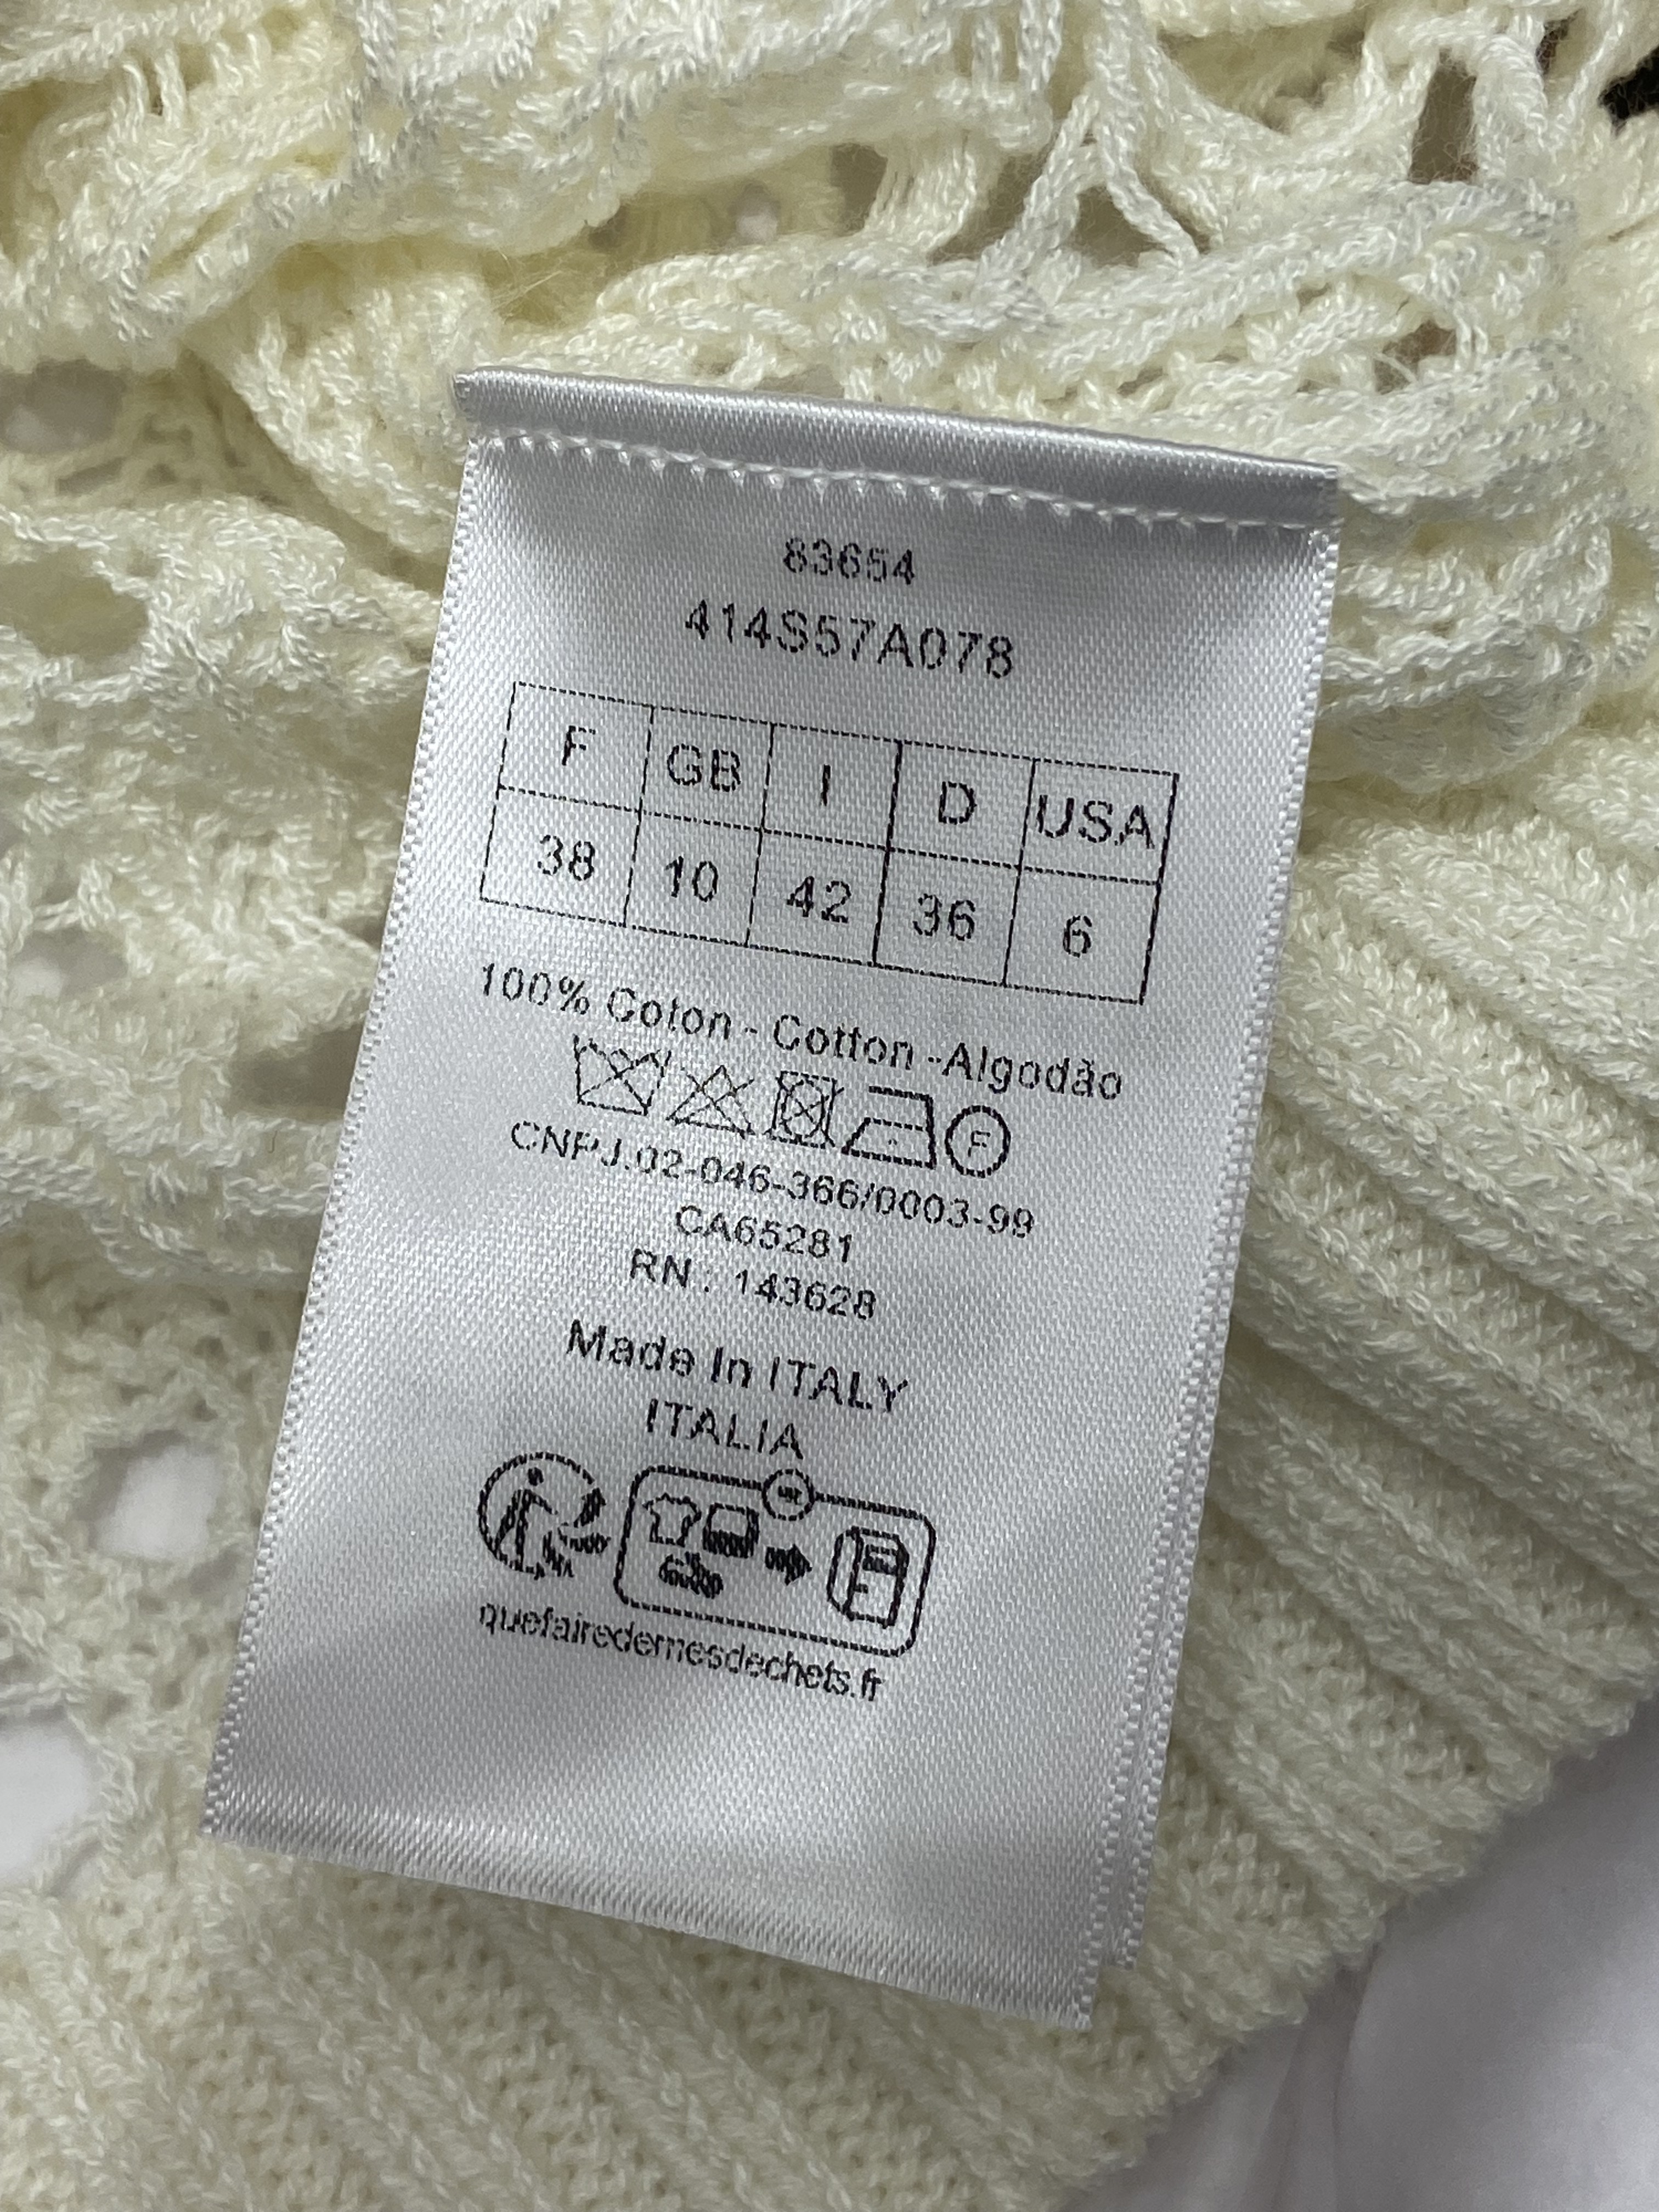 83654
414S57A078
F GB I D USA
38 10 42 36 6
100% Coton - Cotton -Algodão
F
CNPJ.02-046-366/0003-99
CA65281
RN : 143628
Made In ITALY
ITALIA
quefairedemesdechets.fr